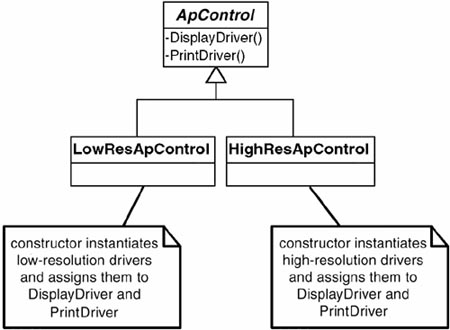 ApControl
-DisplayDriver()
-PrintDriver()
LowResApControl
HighResApControl
constructor instantiates
low-resolution drivers
and assigns them to
DisplayDriver and
PrintDriver
constructor instantiates
high-resolution drivers
and assigns them to
DisplayDriver and
PrintDriver